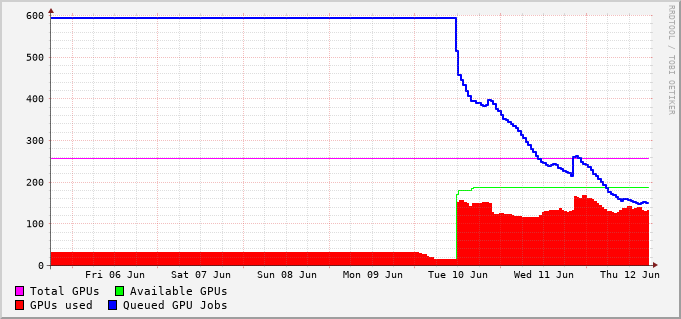 600
500
400
300
200
100
0
Fri 06 Jun Sat 07 Jun Sun 08 Jun Mon 09 Jun Tue 10 Jun Wed 11 Jun Thu 12 Jun
Total GPUs Available GPUs
GPUs used Queued GPU Jobs
RRDTOOL / TOBI OETIKER